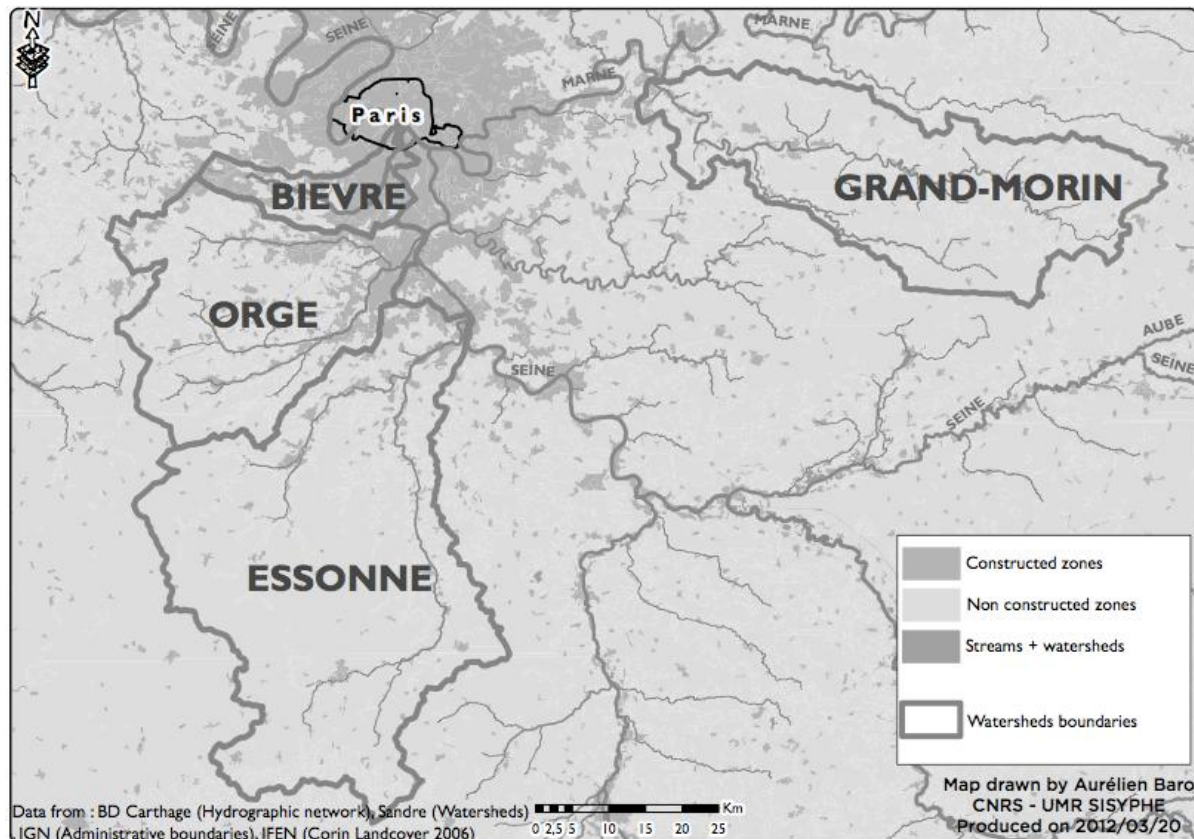 SEINE
SEINE
MARNE
MARNE
Paris
BIEVRE
GRAND-MORIN
ORGE
AUBE
SEINE
SEINE
SEINE
ESSONNE
Constructed zones
Non constructed zones
Streams + watersheds
Watersheds boundaries
Data from : BD Carthage (Hydrographic network), Sandre (Watersheds)
IGN (Administrative boundaries), IFEN (Corin Landcover 2006)
Km
0 2,5 5 10 15 20 25
Map drawn by Aurélien Baro
CNRS - UMR SISYPHE
Produced on 2012/03/20